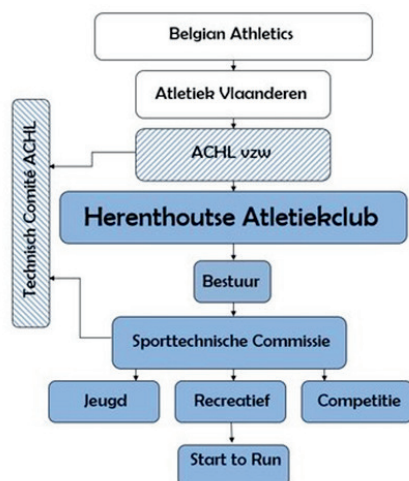 Belgian Athletics
Atletiek Vlaanderen
ACHL vzw
Technisch Comité ACHL
Herenthoutse Atletiekclub
Bestuur
Sporttechnische Commissie
Jeugd
Recreatief
Competitie
Start to Run